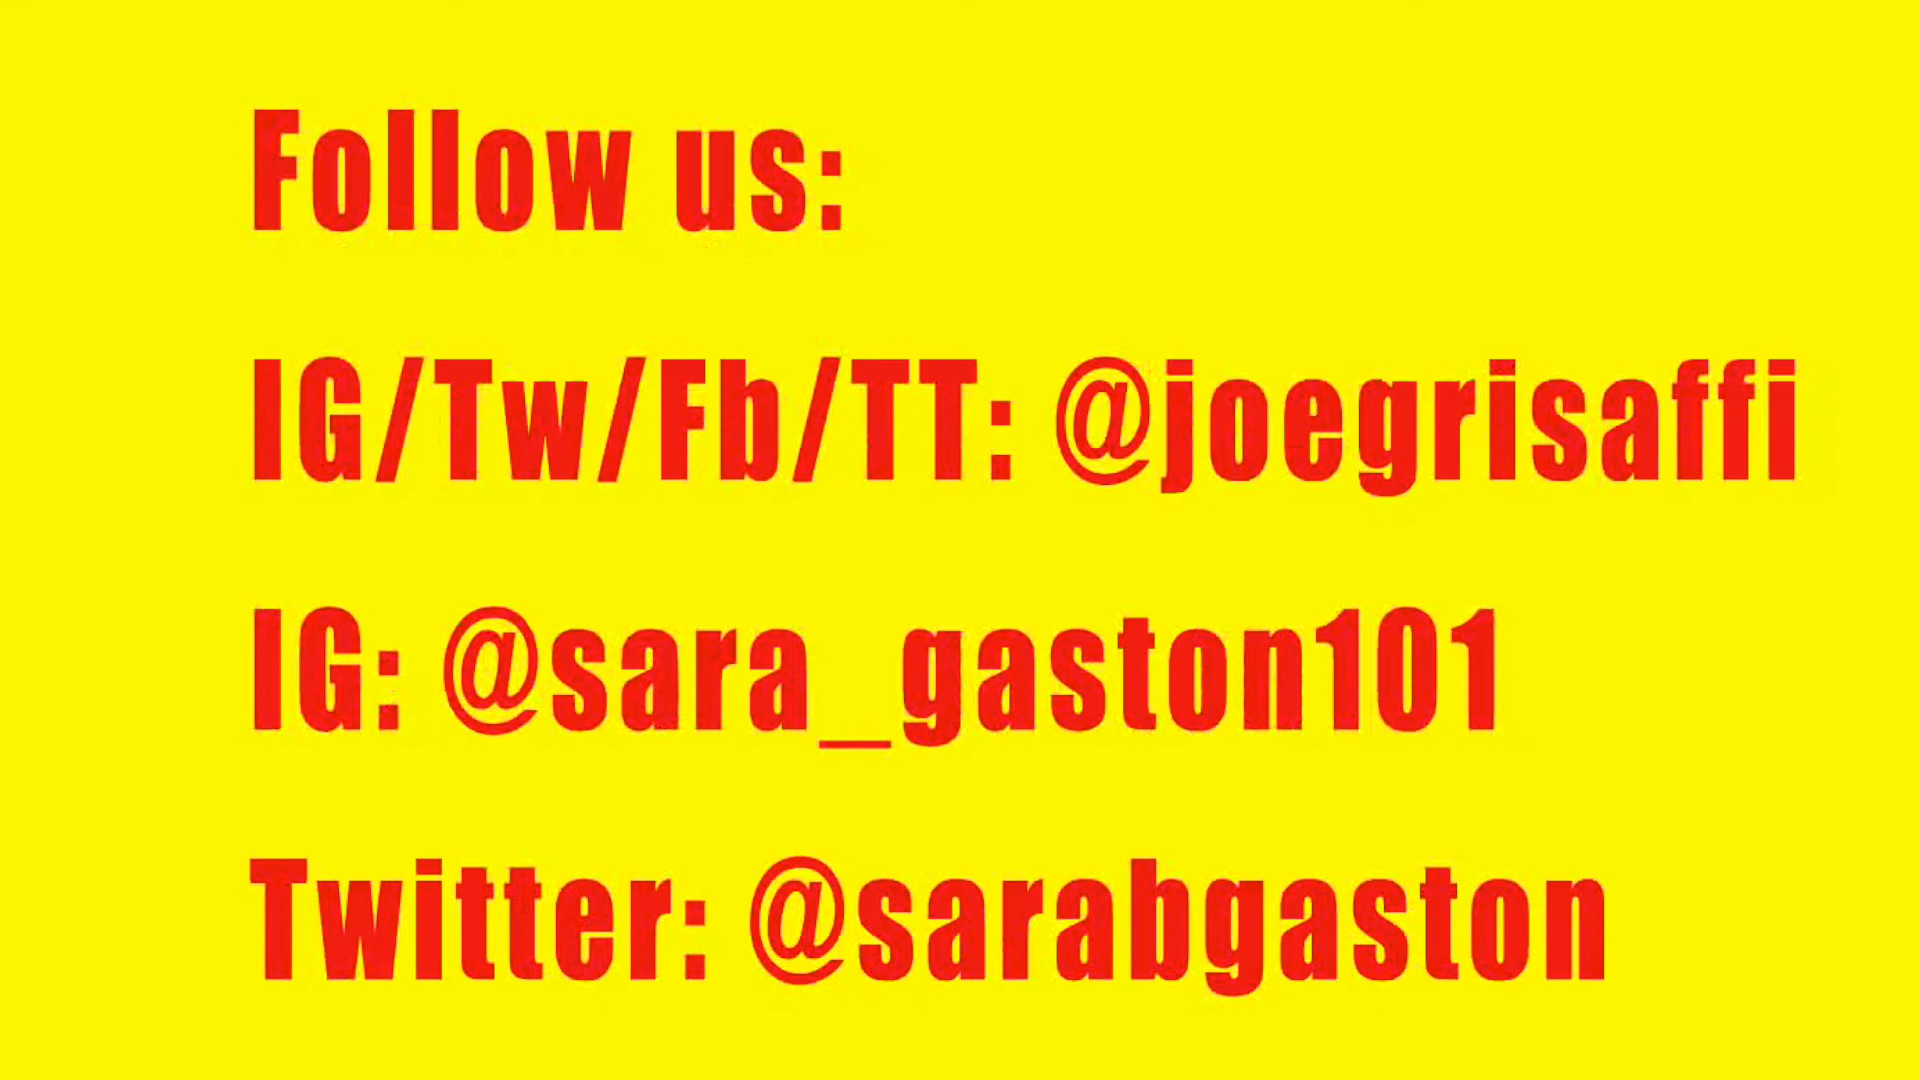 Follow us:
IG/Tw/Fb/TT: @joegrisaffi
IG: @sara_gaston101
Twitter: @sarabgaston